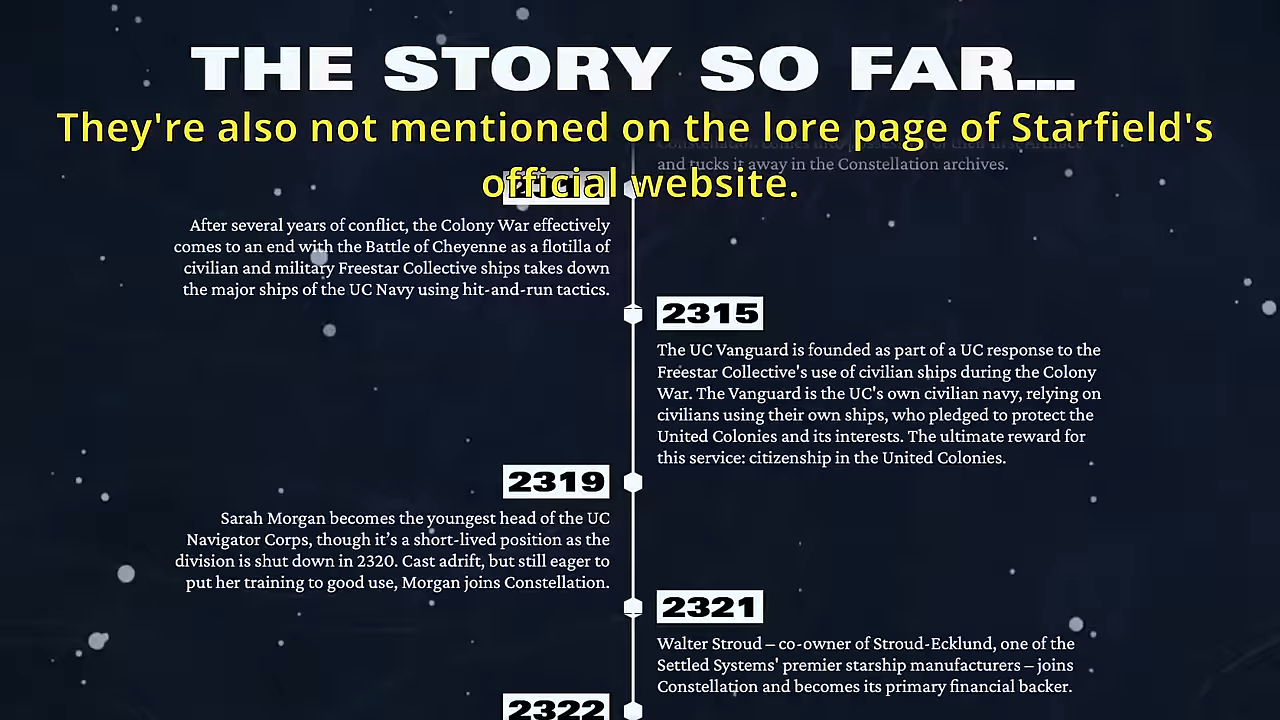 THE STORY SO FAR...
They're also not mentioned on the lore page of Starfield's
official website.
and tucks it away in the Constellation archives.
After several years of conflict, the Colony War effectively
comes to an end with the Battle of Cheyenne as a flotilla of
civilian and military Freestar Collective ships takes down
the major ships of the UC Navy using hit-and-run tactics.
2315
The UC Vanguard is founded as part of a UC response to the
Freestar Collective's use of civilian ships during the Colony
War. The Vanguard is the UC's own civilian navy, relying on
civilians using their own ships, who pledged to protect the
United Colonies and its interests. The ultimate reward for
this service: citizenship in the United Colonies.
2319
Sarah Morgan becomes the youngest head of the UC
Navigator Corps, though it’s a short-lived position as the
division is shut down in 2320. Cast adrift, but still eager to
put her training to good use, Morgan joins Constellation.
2321
Walter Stroud – co-owner of Stroud-Ecklund, one of the
Settled Systems' premier starship manufacturers – joins
Constellation and becomes its primary financial backer.
2322